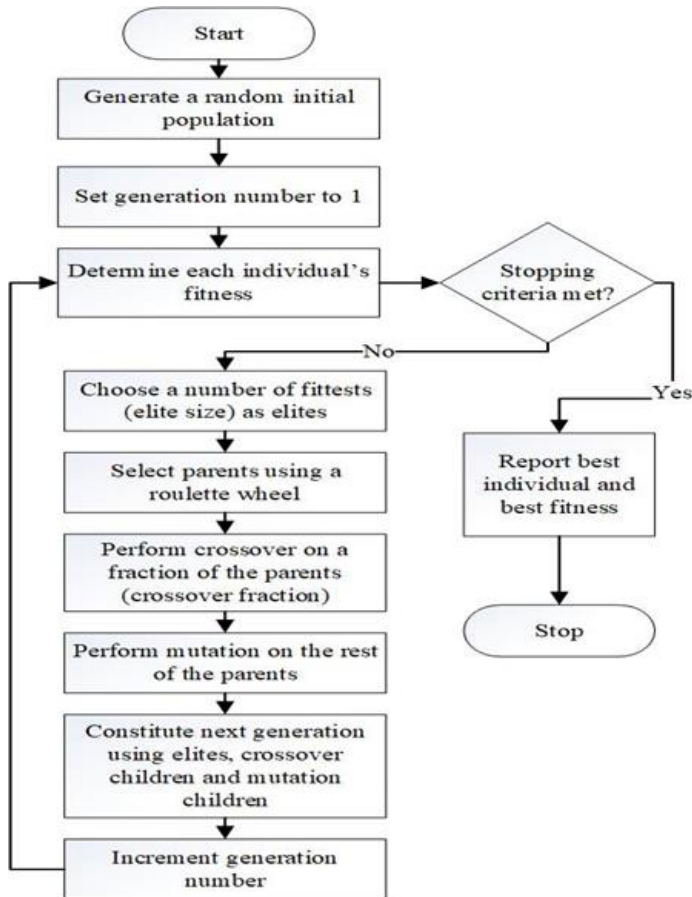 Start
Generate a random initial
population
Set generation number to 1
Determine each individual's
fitness
Stopping
criteria met?
No
Yes
Choose a number of fittests
(elite size) as elites
Select parents using a
roulette wheel
Perform crossover on a
fraction of the parents
(crossover fraction)
Perform mutation on the rest
of the parents
Constitute next generation
using elites, crossover
children and mutation
children
Increment generation
number
Report best
individual and
best fitness
Stop